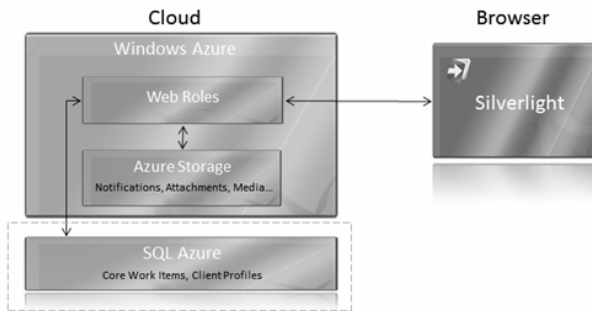 Cloud
Browser
Windows Azure
Web Roles
Silverlight
Azure Storage
Notifications, Attachments, Media...
SQL Azure
Core Work Items, Client Profiles